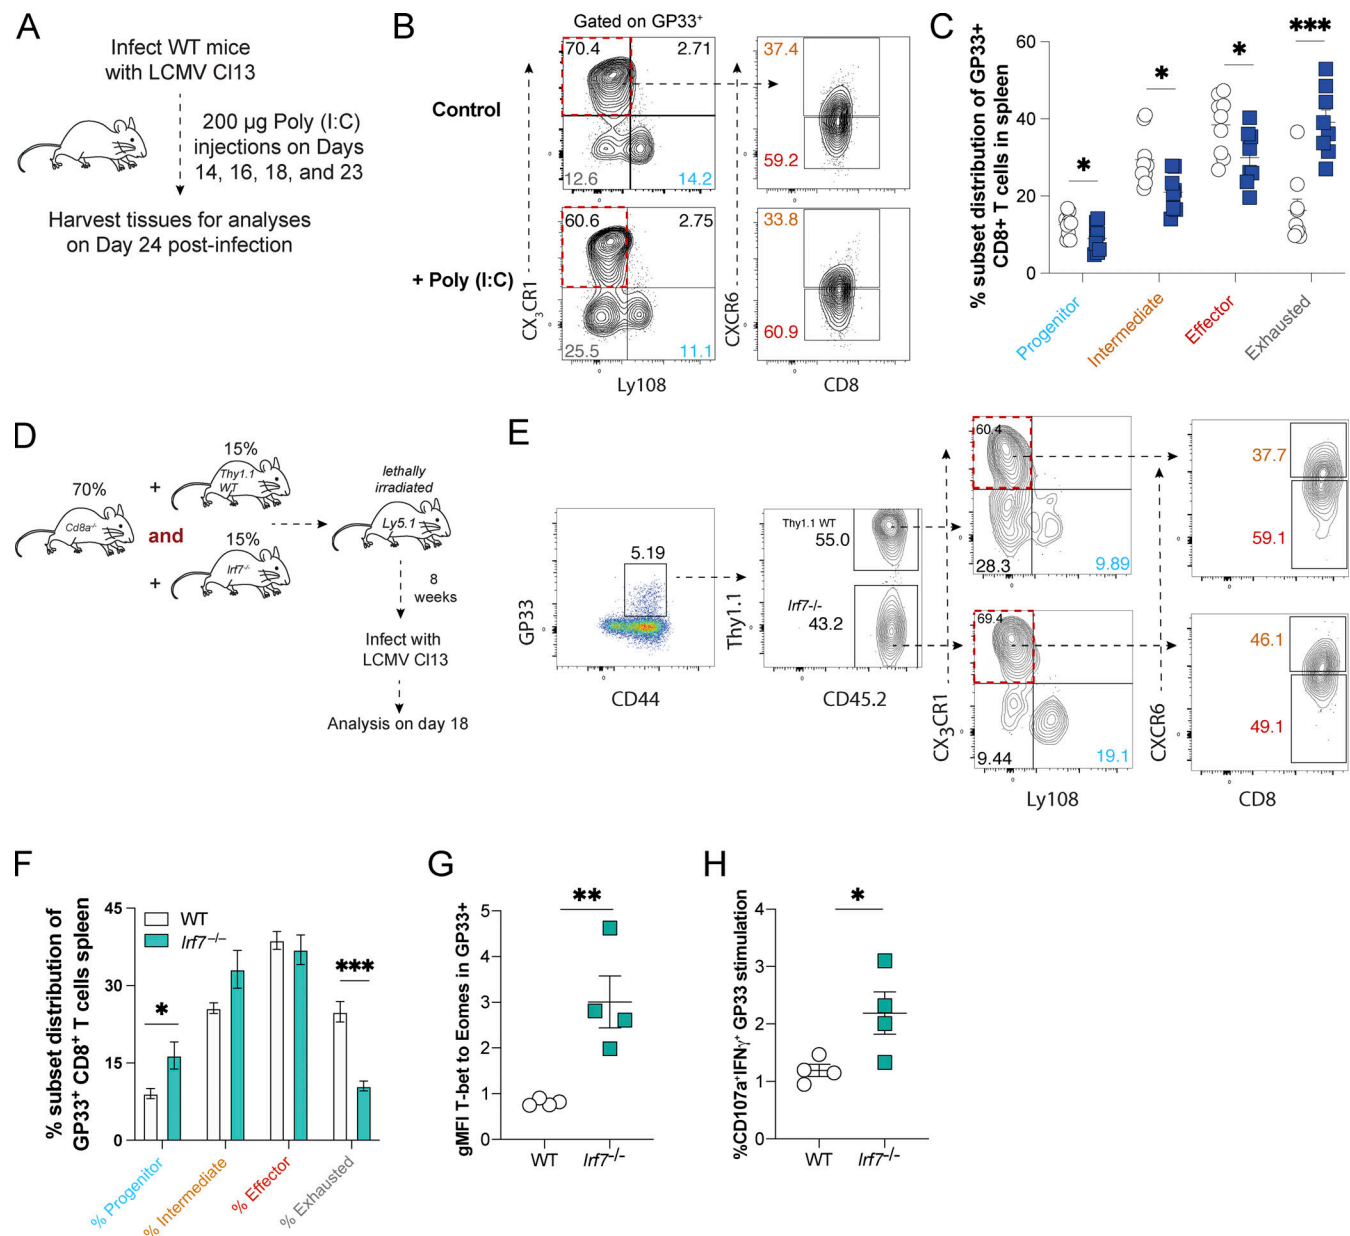 A
Infect WT mice
with LCMV Cl13
200 µg Poly (I:C)
injections on Days
14, 16, 18, and 23
Harvest tissues for analyses
on Day 24 post-infection
B
Gated on GP33⁺
Control
70.4
2.71
12.6
14.2
37.4
59.2
+ Poly (I:C)
60.6
2.75
25.5
11.1
33.8
60.9
CX₃CR1
Ly108
CXCR6
CD8
C
% subset distribution of GP33+
CD8+ T cells in spleen
60
40
20
0
*
*
*
***
Progenitor
Intermediate
Effector
Exhausted
D
70%
Cd8a⁻/⁻
+
and
+
15%
Thy1.1
WT
15%
Irf7⁻/⁻
lethally
irradiated
Ly5.1
8
weeks
Infect with
LCMV Cl13
Analysis on day 18
E
GP33
5.19
CD44
Thy1.1
Thy1.1 WT
55.0
Irf7-/-
43.2
CD45.2
CX₃CR1
60.4
28.3
9.89
69.4
9.44
19.1
Ly108
CXCR6
37.7
59.1
46.1
49.1
CD8
F
% subset distribution of
GP33⁺ CD8⁺ T cells spleen
45
30
15
0
WT
Irf7⁻/⁻
*
***
% Progenitor
% Intermediate
% Effector
% Exhausted
G
gMFI T-bet to Eomes in GP33+
5
4
3
2
1
0
**
WT
Irf7⁻/⁻
H
%CD107a⁺IFNγ⁺ GP33 stimulation
4
3
2
1
0
*
WT
Irf7⁻/⁻